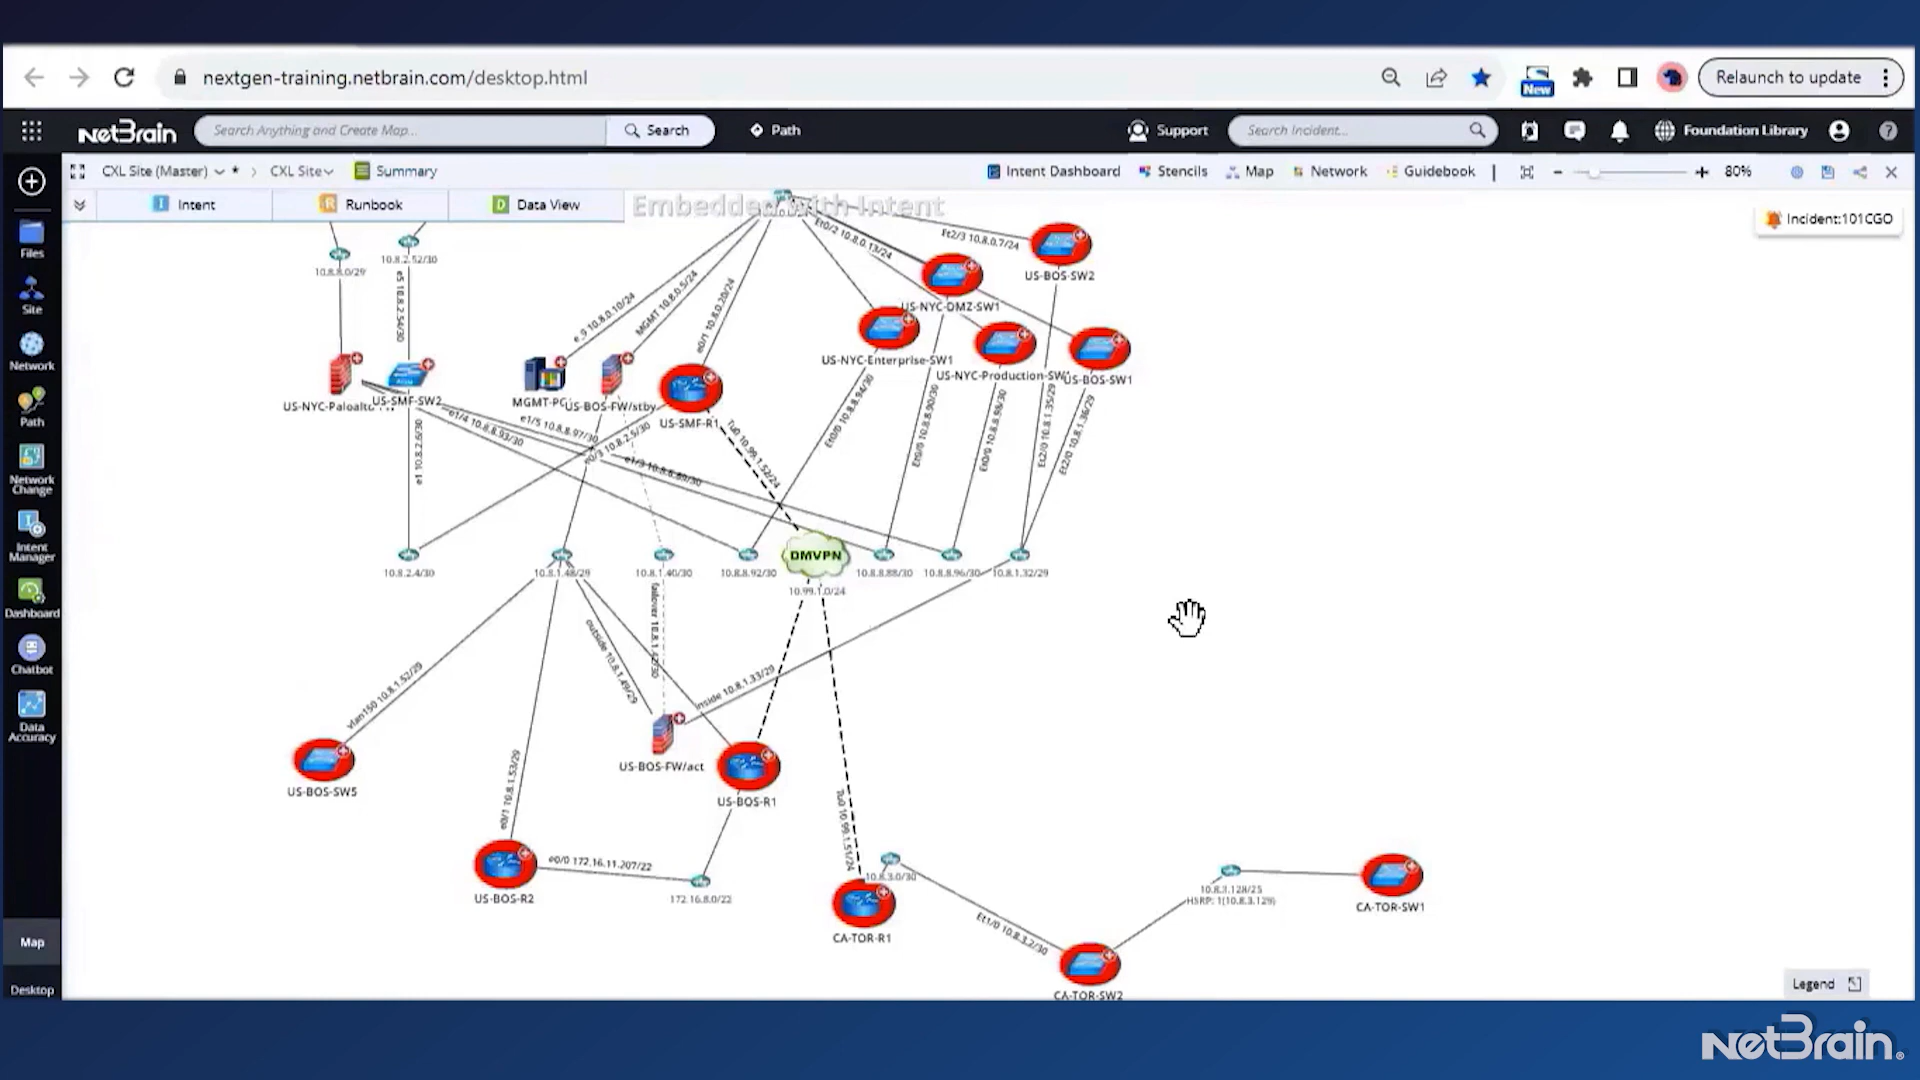 nextgen-training.netbrain.com/desktop.html
New
Relaunch to update
NetBrain
Search Anything and Create Map...
Search
Path
Support
Search Incident...
Foundation Library
CXL Site (Master)
*
CXL Site
Summary
Intent Dashboard
Stencils
Map
Network
Guidebook
80%
Intent
Runbook
Data View
Embedded with Intent
Incident:101CGO
Files
Site
Network
Path
Network
Change
Intent
Manager
Dashboard
Chatbot
Data
Accuracy
Map
Desktop
Et0/2 10.8.0.13/24
Et2/3 10.8.0.7/24
US-BOS-SW2
10.8.8.0/29
10.8.2.52/30
e5 10.8.2.54/30
e_9 10.8.0.10/24
MGMT 10.8.0.5/24
e0/1 10.8.0.20/24
US-NYC-DMZ-SW1
US-NYC-Enterprise-SW1
US-NYC-Production-SW
US-BOS-SW1
US-NYC-Paloalto
US-SMF-SW2
MGMT-PC
US-BOS-FW/stby
US-SMF-R1
e1/4 10.8.8.93/30
e1/5 10.8.8.97/30
e0/3 10.8.2.5/30
e1/3 10.8.8.89/30
e1 10.8.2.6/30
Tu0 10.99.1.52/24
Et0/0 10.8.8.94/30
Et0/0 10.8.8.90/30
Et0/0 10.8.8.98/30
Et2/0 10.8.1.35/29
Et2/0 10.8.1.36/29
DMVPN
10.8.2.4/30
10.8.1.48/29
10.8.1.40/30
10.8.8.92/30
10.99.1.0/24
10.8.8.88/30
10.8.8.96/30
10.8.1.32/29
failover 10.8.1.42/30
outside 10.8.1.49/29
inside 10.8.1.33/29
vlan150 10.8.1.52/29
US-BOS-SW5
US-BOS-FW/act
US-BOS-R1
e0/1 10.8.1.53/29
Tu0 10.99.1.51/24
e0/0 172.16.11.207/22
US-BOS-R2
172.16.8.0/22
10.8.3.0/30
CA-TOR-R1
Et1/0 10.8.3.2/30
10.8.3.128/25
HSRP: 1(10.8.3.129)
CA-TOR-SW1
CA-TOR-SW2
Legend
NetBrain